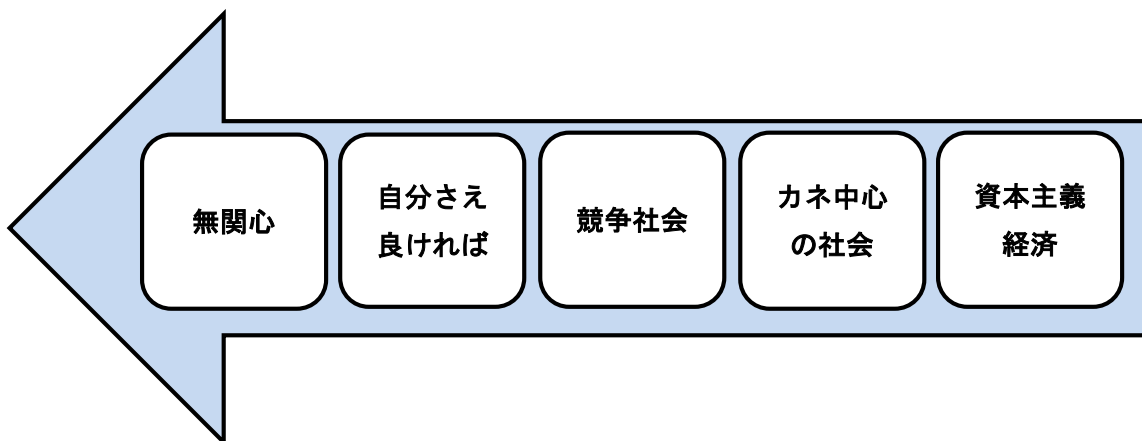 無関心
自分さえ
良ければ
競争社会
カネ中心
の社会
資本主義
経済